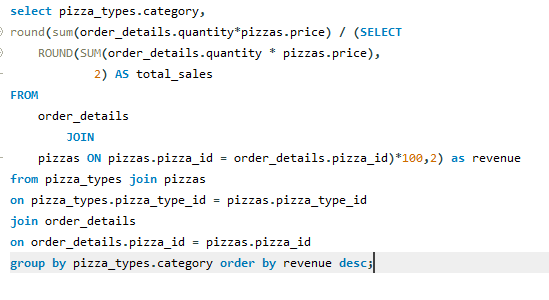 select pizza_types.category,
round(sum(order_details.quantity*pizzas.price) / (SELECT
ROUND(SUM(order_details.quantity * pizzas.price),
2) AS total_sales
FROM
order_details
JOIN
pizzas ON pizzas.pizza_id = order_details.pizza_id)*100,2) as revenue
from pizza_types join pizzas
on pizza_types.pizza_type_id = pizzas.pizza_type_id
join order_details
on order_details.pizza_id = pizzas.pizza_id
group by pizza_types.category order by revenue desc;